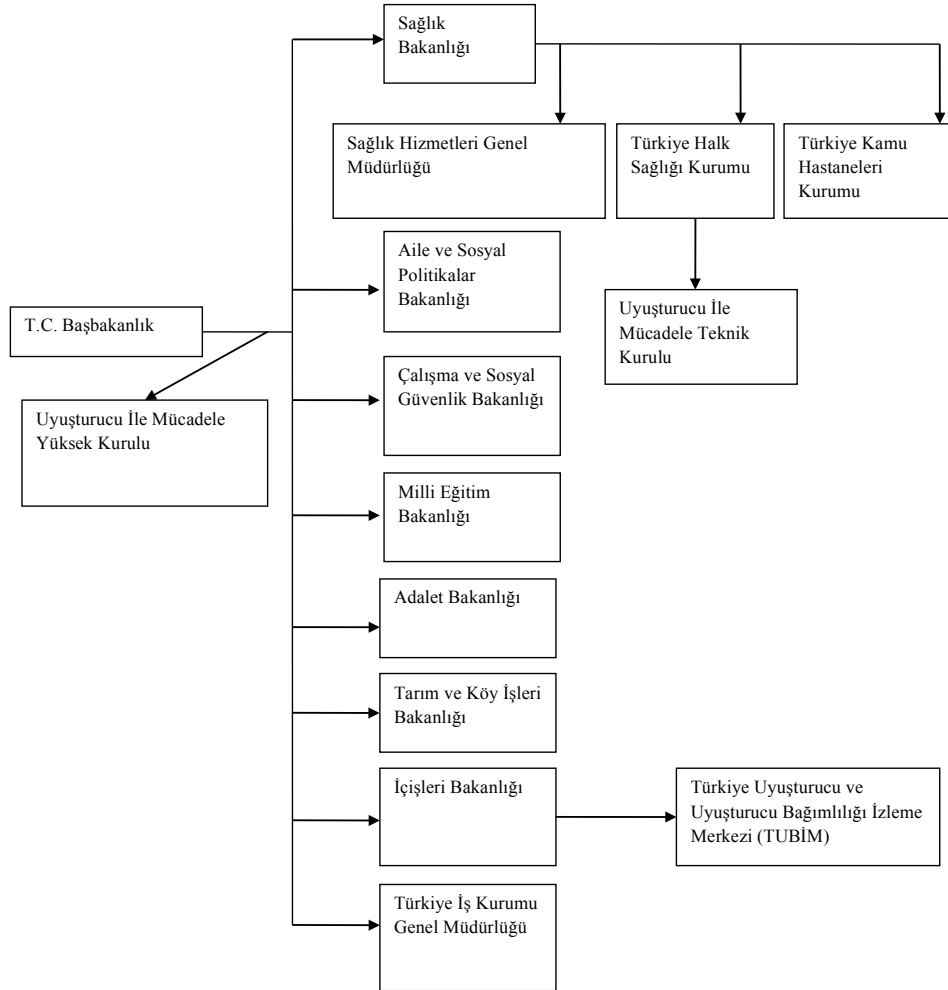 Sağlık
Bakanlığı
Sağlık Hizmetleri Genel
Müdürlüğü
Türkiye Halk
Sağlığı Kurumu
Türkiye Kamu
Hastaneleri
Kurumu
Aile ve Sosyal
Politikalar
Bakanlığı
Uyuşturucu İle
Mücadele Teknik
Kurulu
T.C. Başbakanlık
Uyuşturucu İle Mücadele
Yüksek Kurulu
Çalışma ve Sosyal
Güvenlik Bakanlığı
Milli Eğitim
Bakanlığı
Adalet Bakanlığı
Tarım ve Köy İşleri
Bakanlığı
İçişleri Bakanlığı
Türkiye Uyuşturucu ve
Uyuşturucu Bağımlılığı İzleme
Merkezi (TUBİM)
Türkiye İş Kurumu
Genel Müdürlüğü